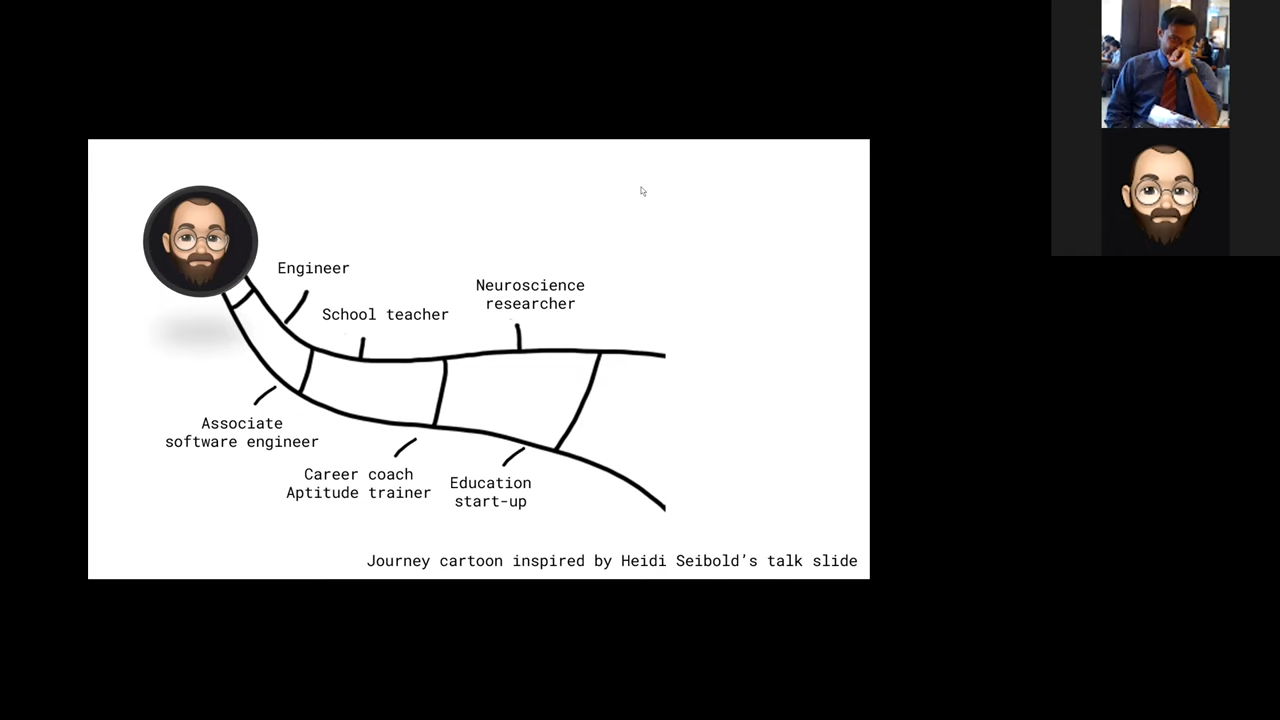 Engineer
School teacher
Neuroscience
researcher
Associate
software engineer
Career coach
Aptitude trainer
Education
start-up
Journey cartoon inspired by Heidi Seibold’s talk slide